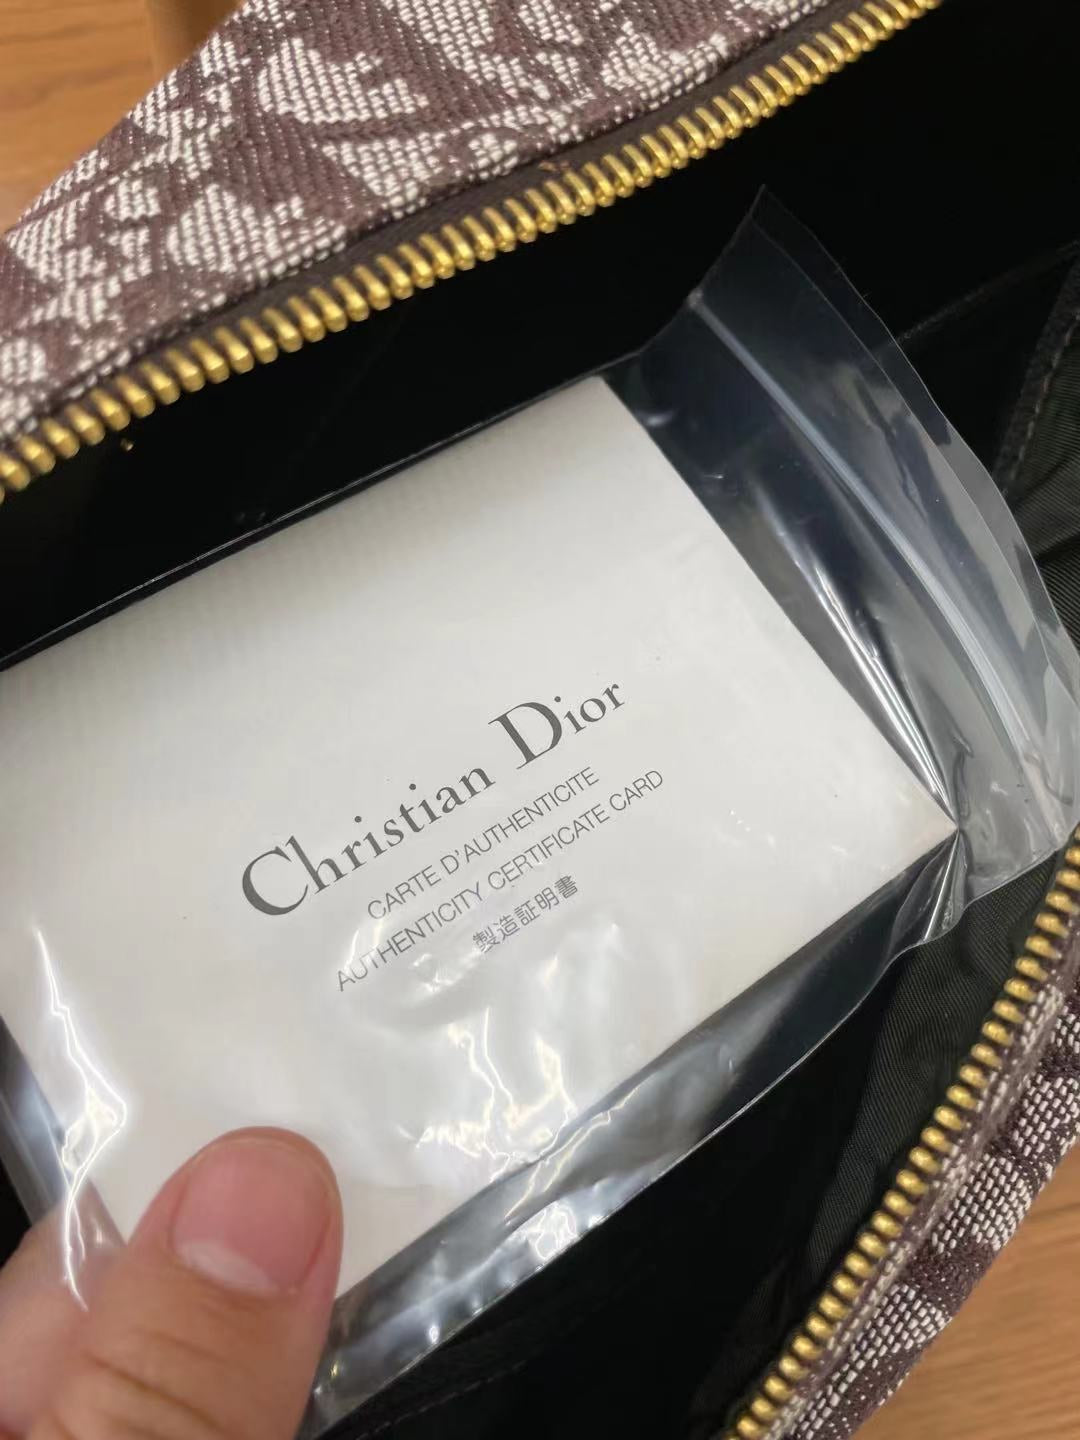 Christian Dior
CARTE D'AUTHENTICITE
AUTHENTICITY CERTIFICATE CARD
製造証明書